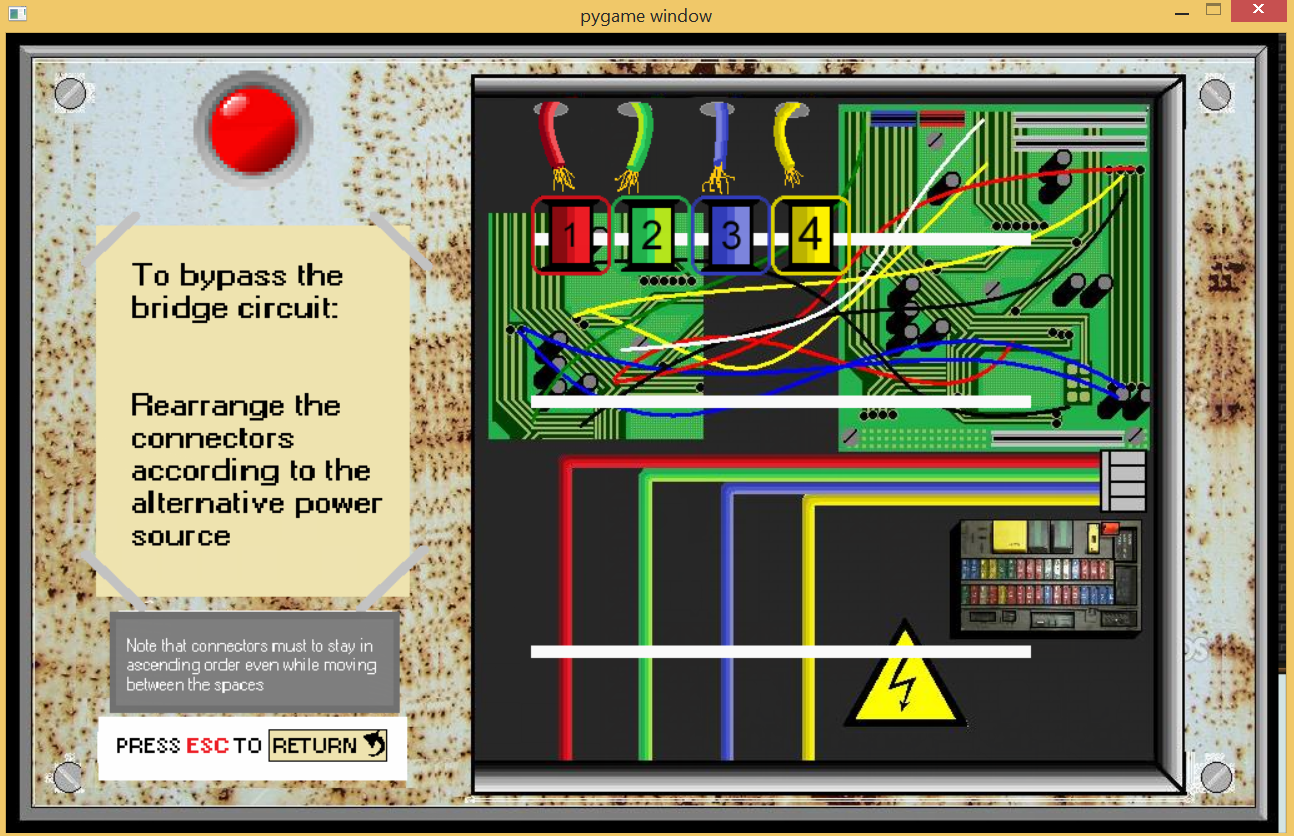 pygame window
To bypass the
bridge circuit:
Rearrange the
connectors
according to the
alternative power
source
Note that connectors must to stay in
ascending order even while moving
between the spaces
PRESS ESC TO RETURN
1 2 3 4